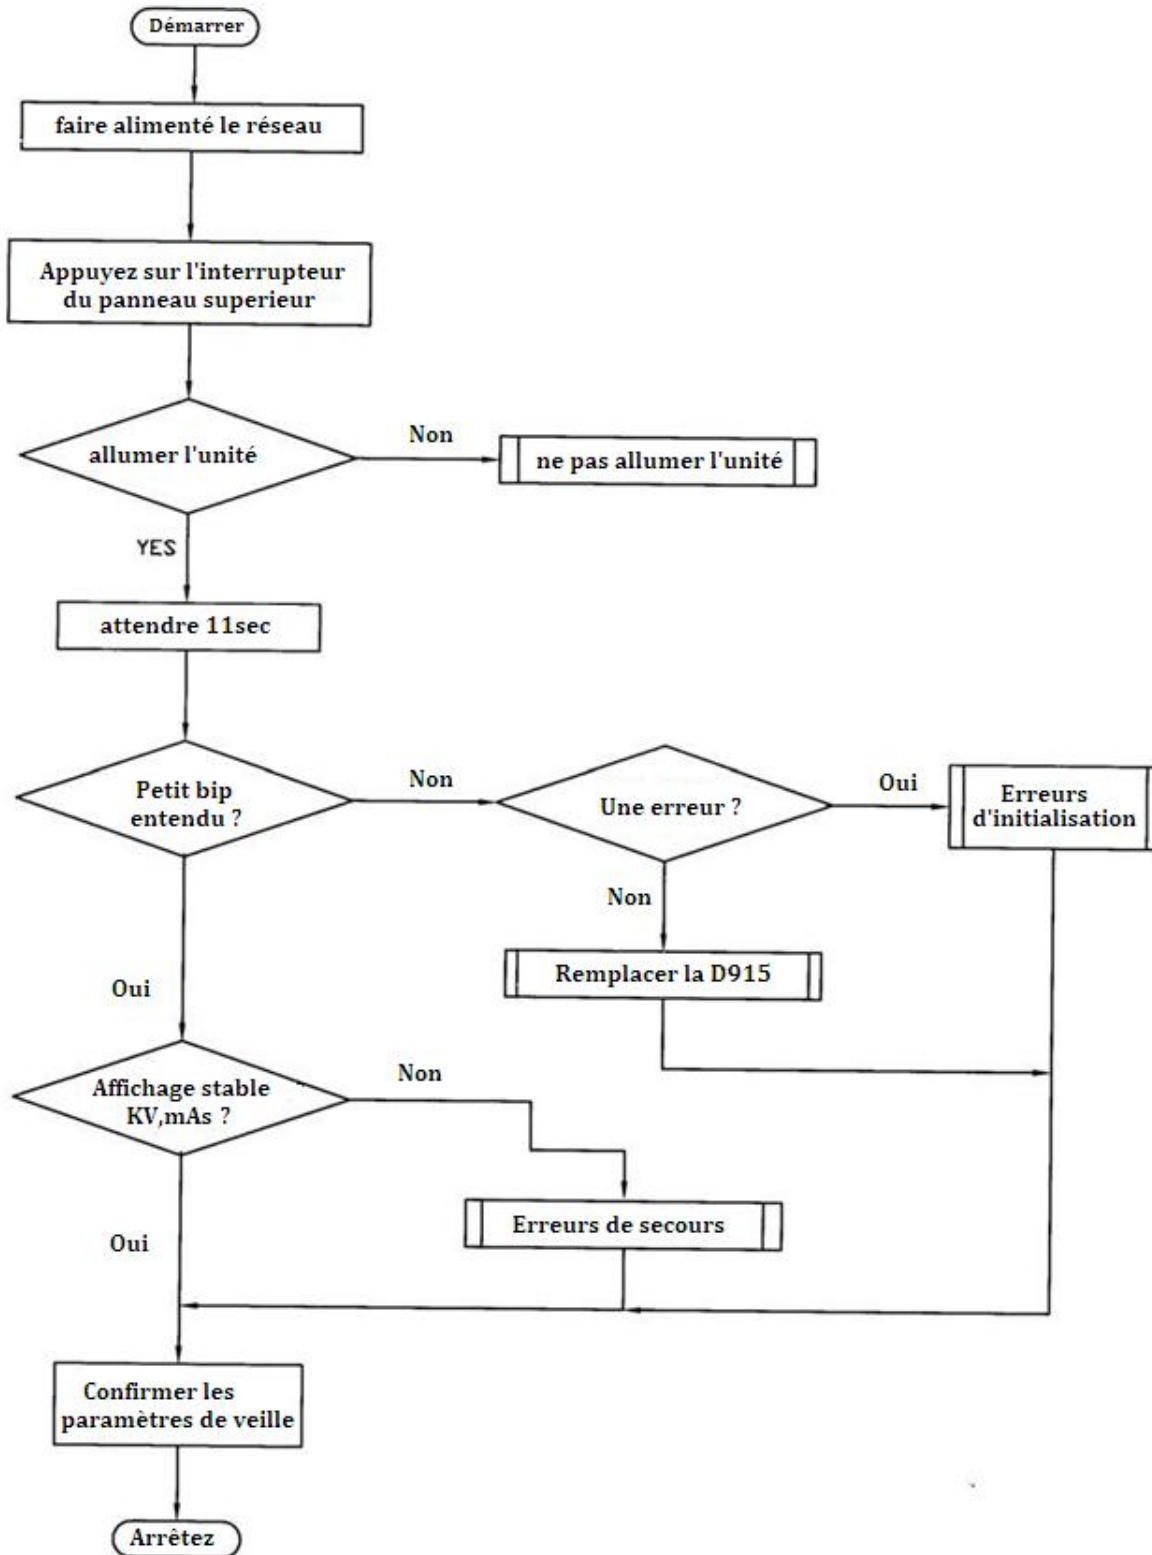 Démarrer
faire alimenté le réseau
Appuyez sur l'interrupteur
du panneau superieur
allumer l'unité
Non
ne pas allumer l'unité
YES
attendre 11sec
Petit bip
entendu ?
Non
Une erreur ?
Oui
Erreurs
d'initialisation
Non
Remplacer la D915
Oui
Affichage stable
KV,mAs ?
Non
Erreurs de secours
Oui
Confirmer les
paramètres de veille
Arrêtez